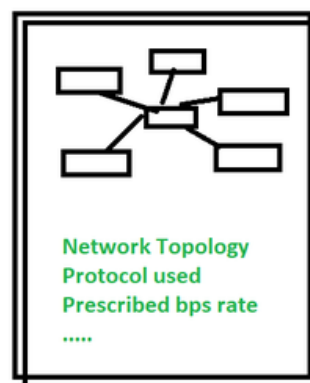 Network Topology
Protocol used
Prescribed bps rate
.....